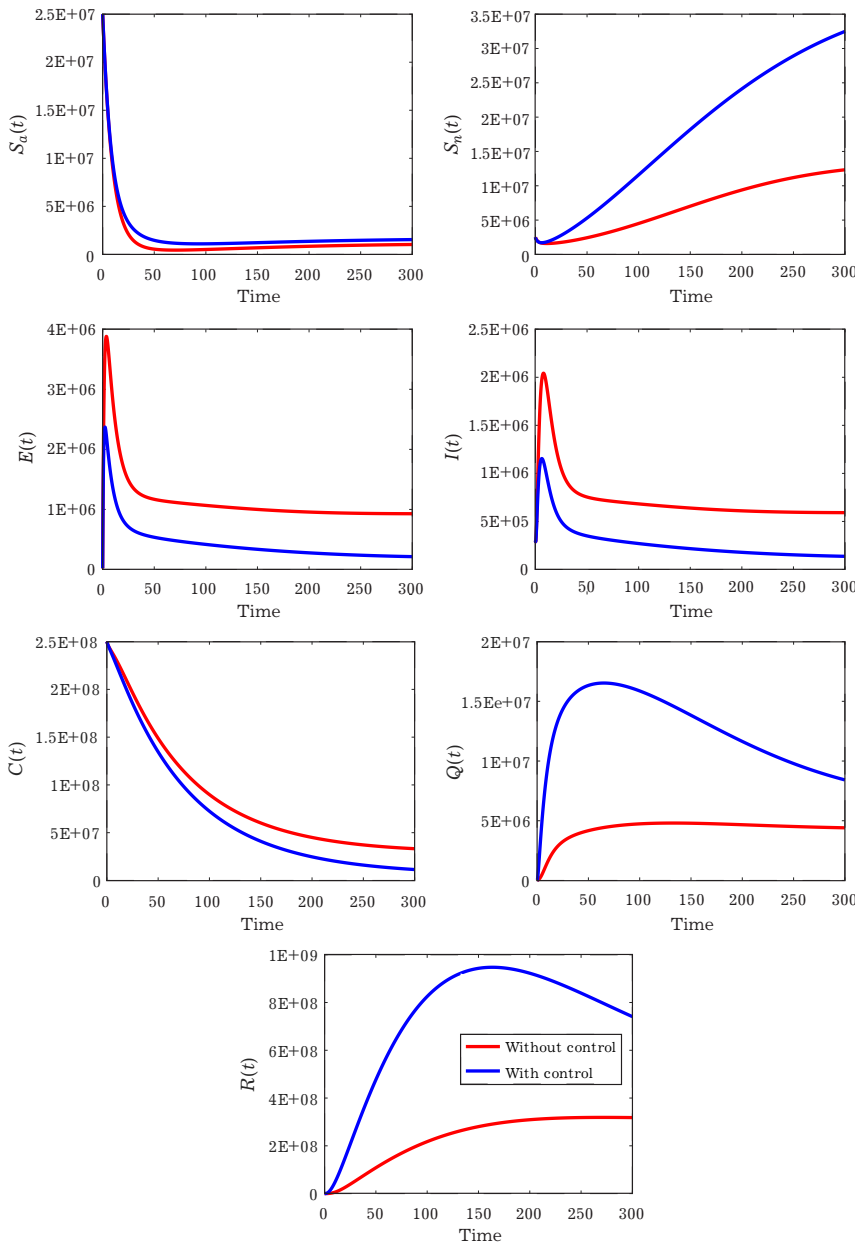 2.5E+07
2E+07
1.5E+07
1E+07
5E+06
0
S_a(t)
0 50 100 150 200 250 300
Time
3.5E+07
3E+07
2.5E+07
2E+07
1.5E+07
1E+07
5E+06
0
S_n(t)
0 50 100 150 200 250 300
Time
4E+06
3E+06
2E+06
1E+06
0
E(t)
0 50 100 150 200 250 300
Time
2.5E+06
2E+06
1.5E+06
1E+06
5E+05
0
I(t)
0 50 100 150 200 250 300
Time
2.5E+08
2E+08
1.5E+08
1E+08
5E+07
0
C(t)
0 50 100 150 200 250 300
Time
2E+07
1.5Ee+07
1E+07
5E+06
0
Q(t)
0 50 100 150 200 250 300
Time
1E+09
8E+08
6E+08
4E+08
2E+08
0
R(t)
Without control
With control
0 50 100 150 200 250 300
Time